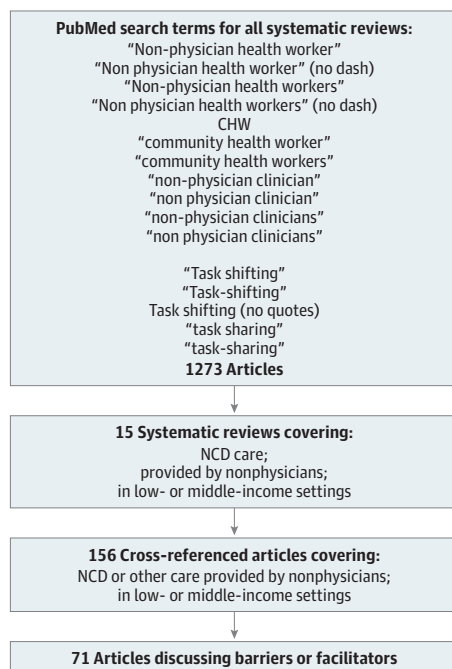 PubMed search terms for all systematic reviews:
“Non-physician health worker”
“Non physician health worker” (no dash)
“Non-physician health workers”
“Non physician health workers” (no dash)
CHW
“community health worker”
“community health workers”
“non-physician clinician”
“non physician clinician”
“non-physician clinicians”
“non physician clinicians”
“Task shifting”
“Task-shifting”
Task shifting (no quotes)
“task sharing”
“task-sharing”
1273 Articles
15 Systematic reviews covering:
NCD care;
provided by nonphysicians;
in low- or middle-income settings
156 Cross-referenced articles covering:
NCD or other care provided by nonphysicians;
in low- or middle-income settings
71 Articles discussing barriers or facilitators